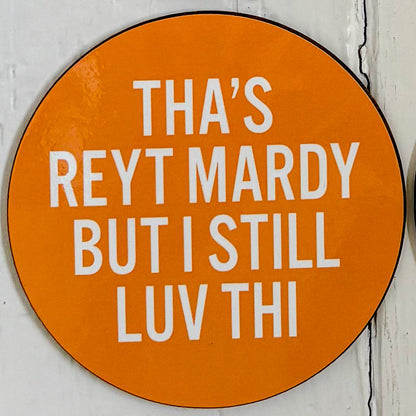 THA'S
REYT MARDY
BUT I STILL
LUV THI